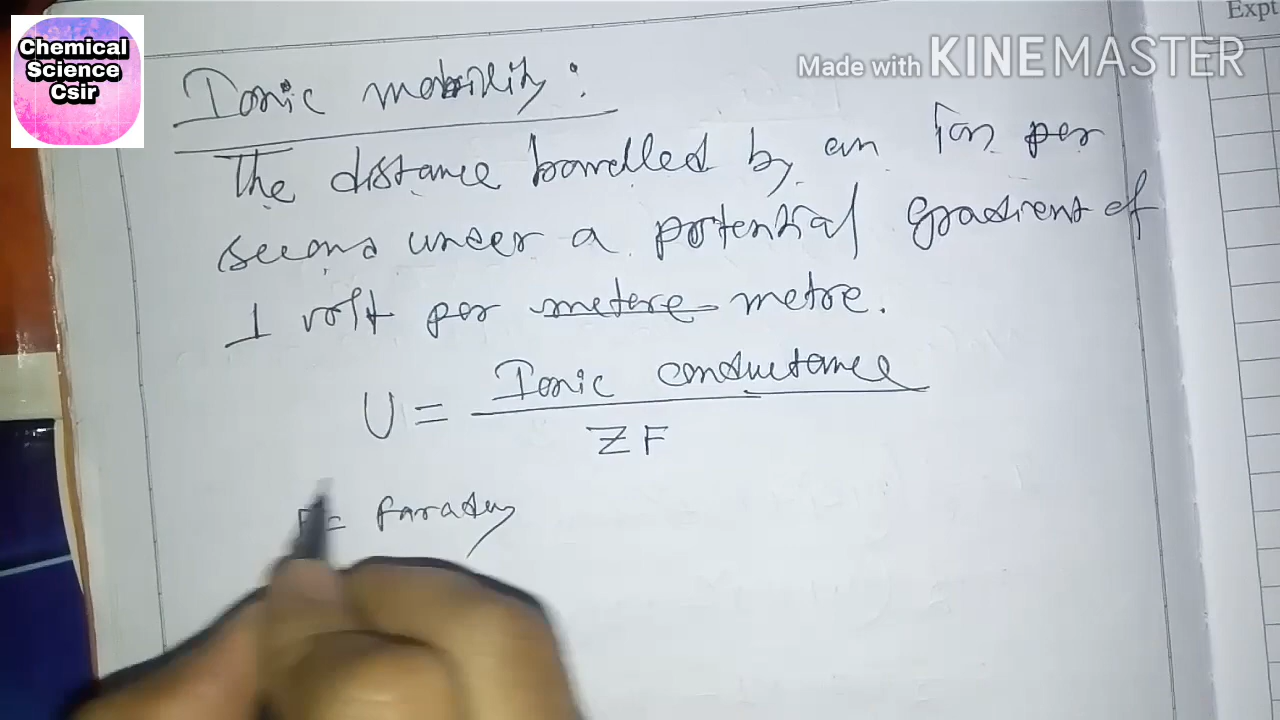 Chemical
Science
Csir
Expt
Made with KINEMASTER
Ionic mobility :
The distance travelled by an Ion per
second under a potential gradient of
1 volt per metere metre.
U = Ionic conductance
ZF
F = Faraday